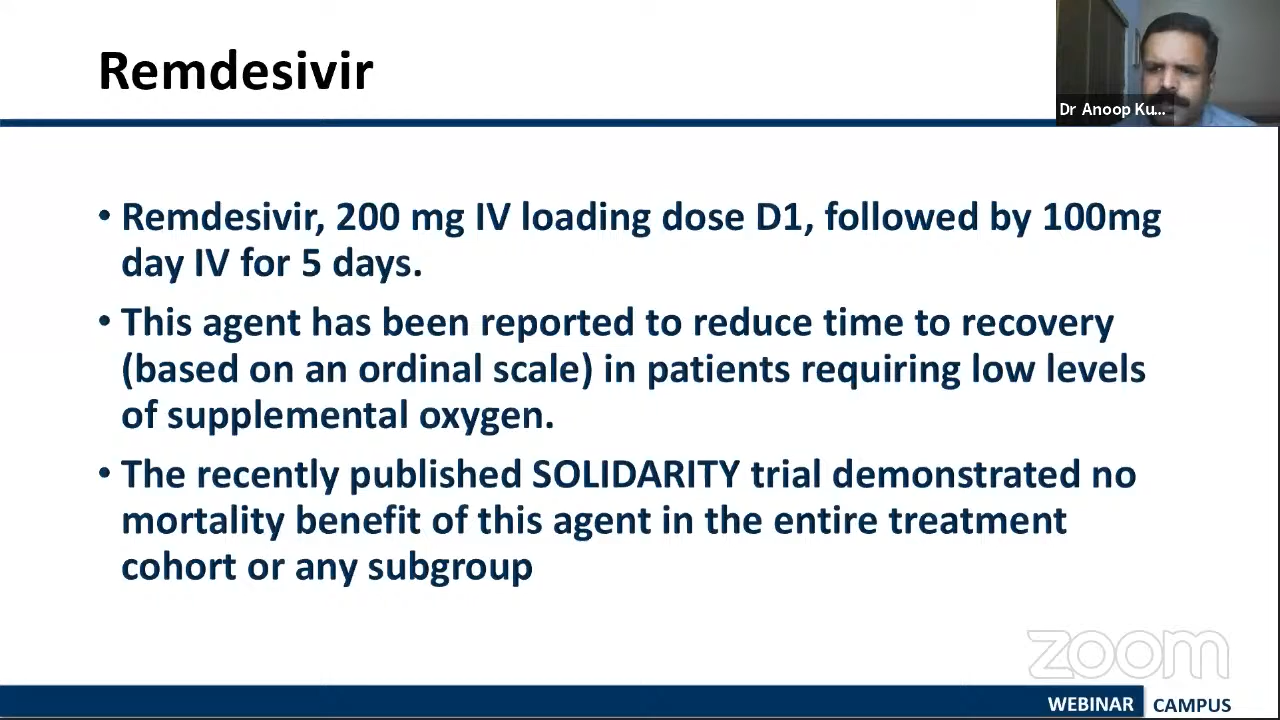 Remdesivir
Dr Anoop Ku...
• Remdesivir, 200 mg IV loading dose D1, followed by 100mg
day IV for 5 days.
• This agent has been reported to reduce time to recovery
(based on an ordinal scale) in patients requiring low levels
of supplemental oxygen.
• The recently published SOLIDARITY trial demonstrated no
mortality benefit of this agent in the entire treatment
cohort or any subgroup
zoom
WEBINAR CAMPUS